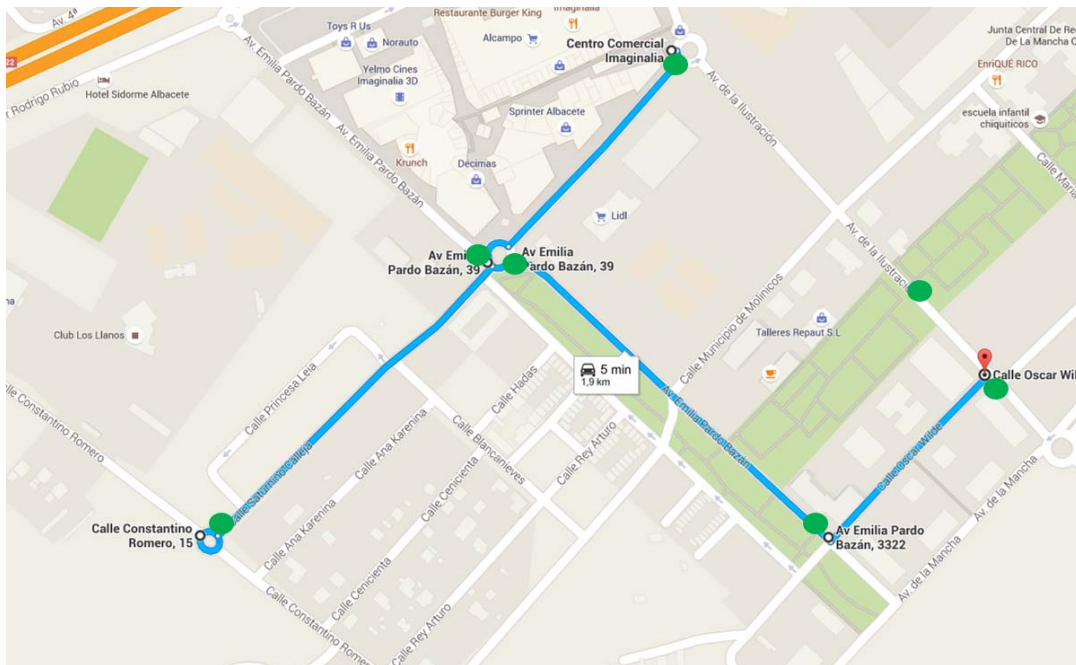 Av. 4ª
Toys R Us
Norauto
Restaurante Burger King
Imaginalia
Alcampo
Centro Comercial
Imaginalia
Junta Central De Re
De La Mancha C
EnriQUÉ RICO
22
Yelmo Cines
Imaginalia 3D
Av. Emilia Pardo Bazán
Av. de la Ilustración
r Rodrigo Rubio
Hotel Sidorme Albacete
Sprinter Albacete
escuela infantil
chiquiticos
Av. Emilia Pardo Bazán
Krunch
Decimas
Calle Maria
Lidl
Av Emi
Pardo Bazán, 39
Av Emilia
Pardo Bazán, 39
Av. de la Ilustració
Calle Municipio de Molinicos
na
Club Los Llanos
Talleres Repaut S.L
5 min
1,9 km
Calle Princesa Leia
Calle Hadas
Calle Oscar Wil
Calle Constantino Romero
Calle Ana Karenina
Calle Blancanieves
Calle Rey Arturo
Av Emilia Pardo Bazán
Calle Oscar Wilde
Av. de la Mancha
Calle Saturnino Calleja
Calle Cenicienta
Calle Constantino
Romero, 15
Calle Ana Karenina
Av Emilia Pardo
Bazán, 3322
Av. de la Mancha
Calle Cenicienta
Calle Rey Arturo
Calle Constantino Romero